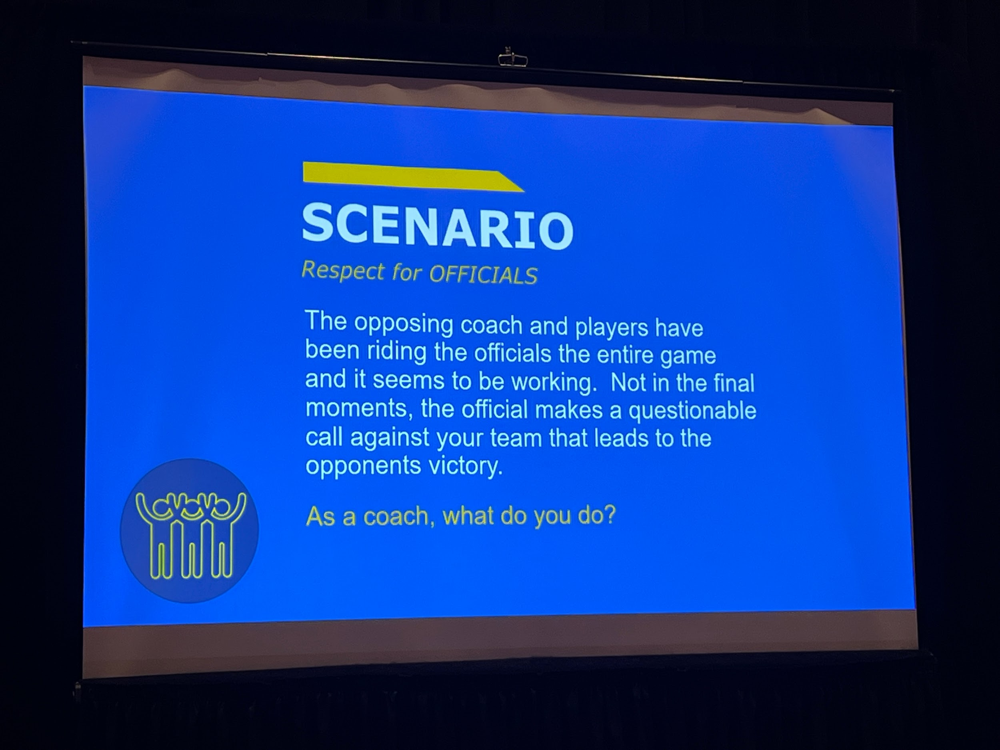 SCENARIO
Respect for OFFICIALS
The opposing coach and players have
been riding the officials the entire game
and it seems to be working.  Not in the final
moments, the official makes a questionable
call against your team that leads to the
opponents victory.
As a coach, what do you do?